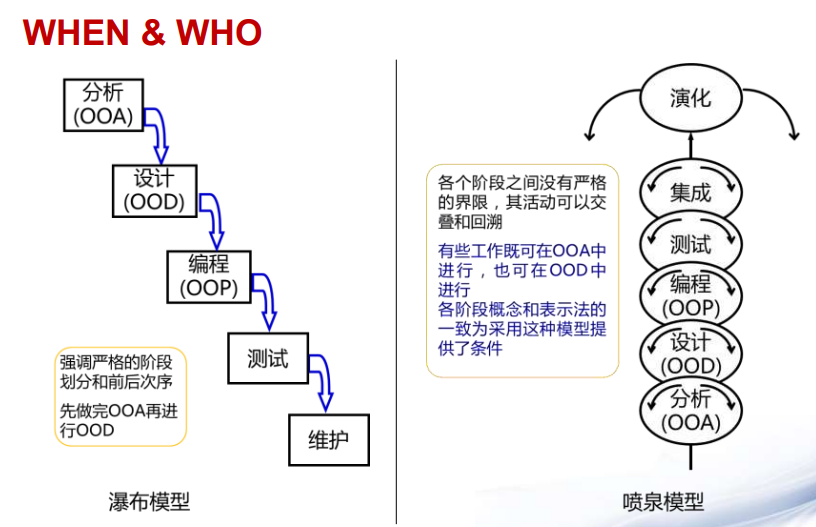 WHEN & WHO
分析
(OOA)
设计
(OOD)
编程
(OOP)
测试
维护
强调严格的阶段
划分和前后次序
先做完OOA再进
行OOD
瀑布模型
各个阶段之间没有严格
的界限，其活动可以交
叠和回溯
有些工作既可在OOA中
进行，也可在OOD中
进行
各阶段概念和表示法的
一致为采用这种模型提
供了条件
演化
集成
测试
编程
(OOP)
设计
(OOD)
分析
(OOA)
喷泉模型